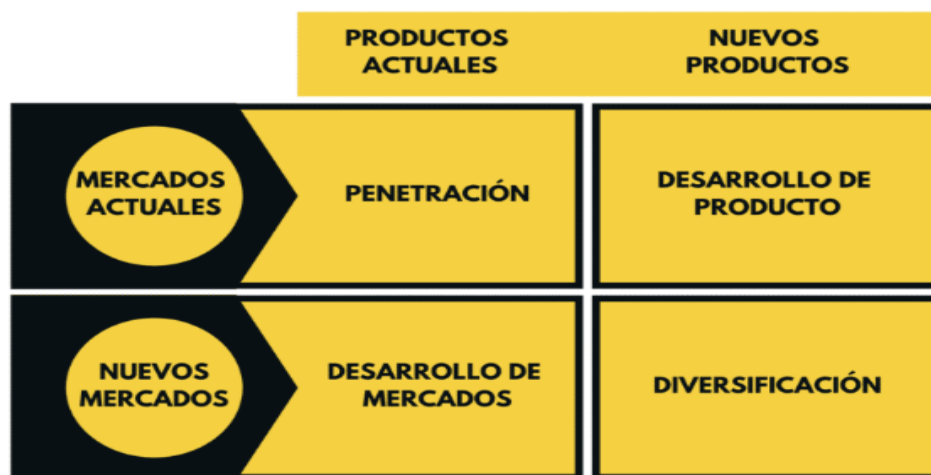 PRODUCTOS
ACTUALES
NUEVOS
PRODUCTOS
MERCADOS
ACTUALES
PENETRACIÓN
DESARROLLO DE
PRODUCTO
NUEVOS
MERCADOS
DESARROLLO DE
MERCADOS
DIVERSIFICACIÓN